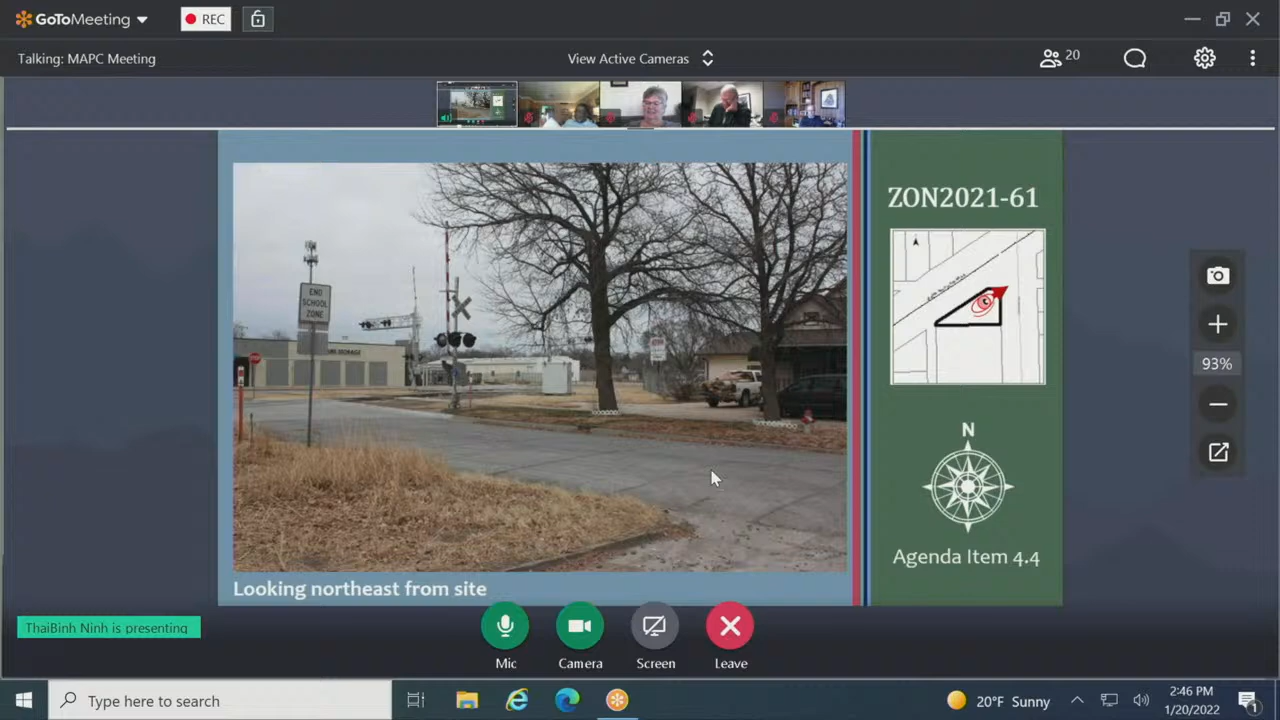 GoToMeeting
REC
Talking: MAPC Meeting
View Active Cameras
20
ZON2021-61
END
SCHOOL
ZONE
STORAGE
93%
N
Agenda Item 4.4
Looking northeast from site
ThaiBinh Ninh is presenting
Mic
Camera
Screen
Leave
Type here to search
20°F Sunny
2:46 PM
1/20/2022
1